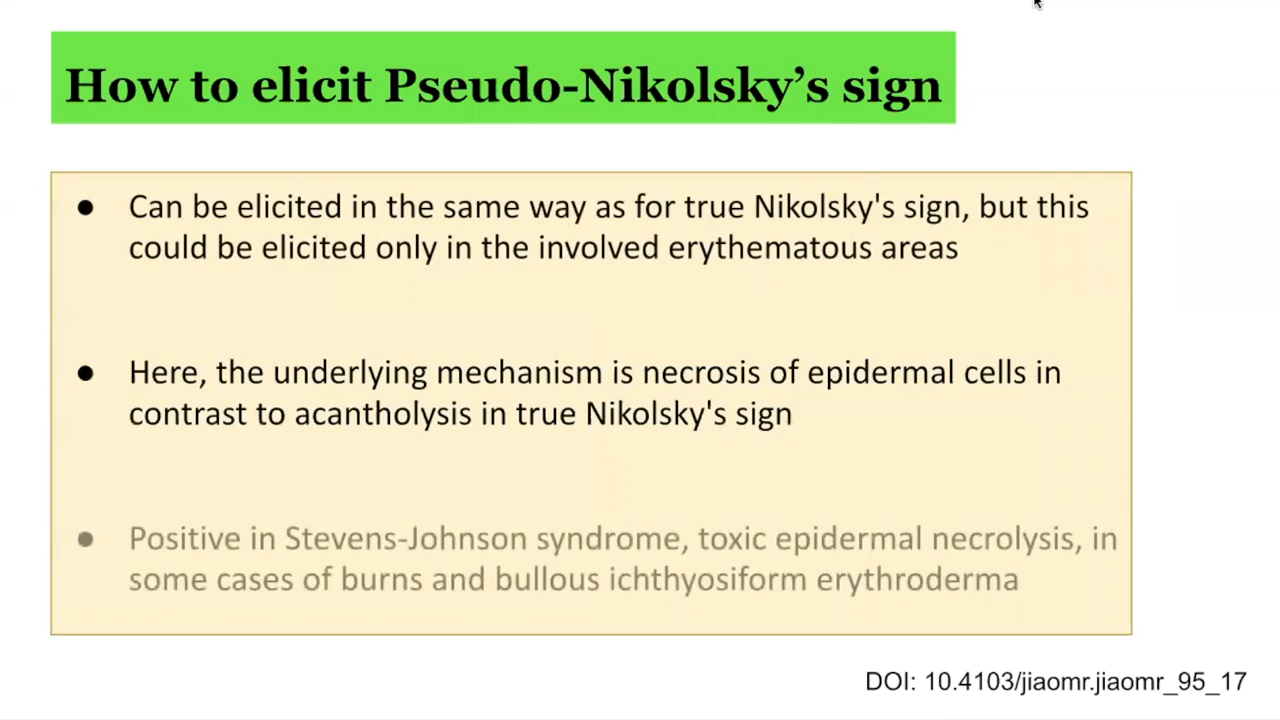 How to elicit Pseudo-Nikolsky’s sign
● Can be elicited in the same way as for true Nikolsky's sign, but this
could be elicited only in the involved erythematous areas
● Here, the underlying mechanism is necrosis of epidermal cells in
contrast to acantholysis in true Nikolsky's sign
● Positive in Stevens-Johnson syndrome, toxic epidermal necrolysis, in
some cases of burns and bullous ichthyosiform erythroderma
DOI: 10.4103/jiaomr.jiaomr_95_17